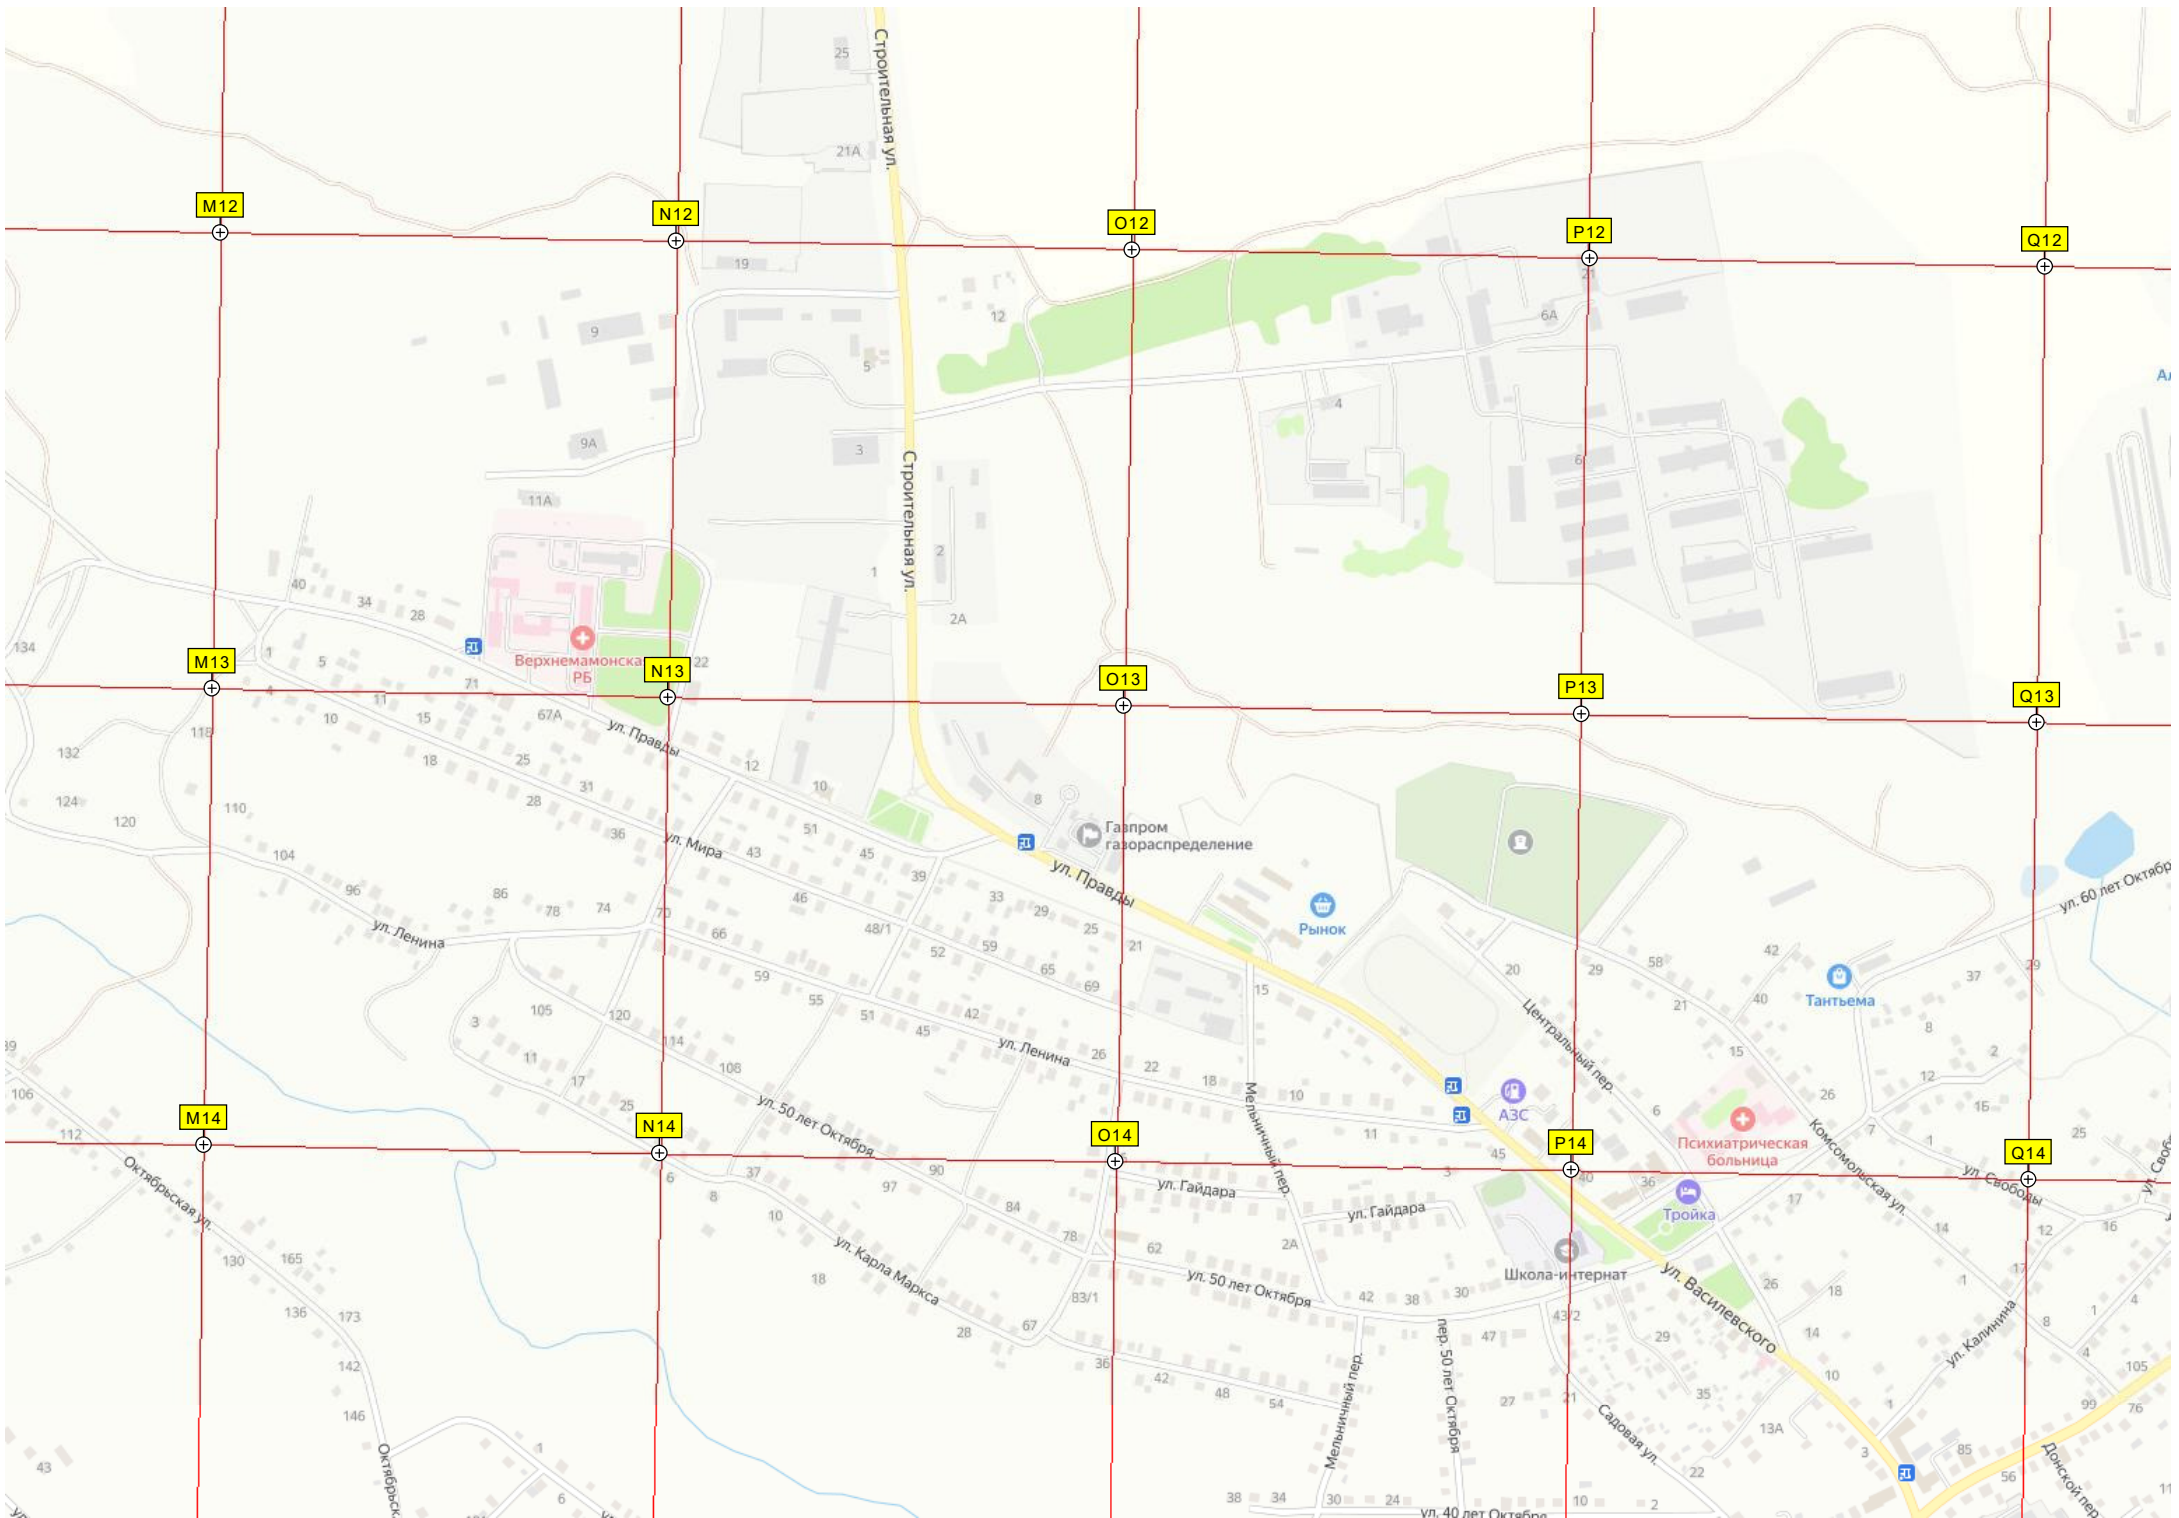 25
Строительная ул.
21А
M12
N12
O12
P12
Q12
19
21
12
6А
9
5
4
9А
3
6
Строительная ул.
11А
2
1
40
34
28
2А
134
M13
1
5
Верхнемамонска
РБ
N13
22
O13
P13
Q13
4
71
11
10
15
67А
118
ул. Правды
132
18
25
12
31
10
124
110
28
8
120
36
51
ул. Мира
Газпром
газораспределение
43
45
104
39
ул. Правды
96
86
78
74
70
46
33
29
Рынок
ул. 60 лет Октябр
ул. Ленина
66
48/1
25
52
59
21
42
59
65
20
29
58
37
29
69
15
40
Тантьема
21
55
105
3
120
51
42
45
Центральный пер.
8
114
ул. Ленина
26
15
2
11
108
22
18
12
17
10
АЗС
26
106
25
ул. 50 лет Октября
Мельничный пер.
6
1Б
M14
N14
O14
P14
Q14
112
11
45
Психиатрическая
больница
Комсомольская ул.
7
1
25
Октябрьская ул.
6
37
90
3
40
36
ул. Свободы
ул. Своб
8
97
ул. Гайдара
17
10
84
ул. Гайдара
Тройка
14
12
16
130
165
ул. Карла Маркса
78
62
2А
18
Школа-интернат
ул. 50 лет Октября
ул. Василевского
26
18
1
17
136
173
83/1
42
38
30
43/2
1
4
28
67
47
29
14
8
142
36
42
48
54
пер. 50 лет Октября
Мельничный пер.
ул. Калинина
4
105
10
35
27
21
99
76
146
Садовая ул.
13А
1
43
Октябрьск
1
3
85
Донской пер.
22
56
6
38
34
30
24
10
2
ул. 40 лет Октября